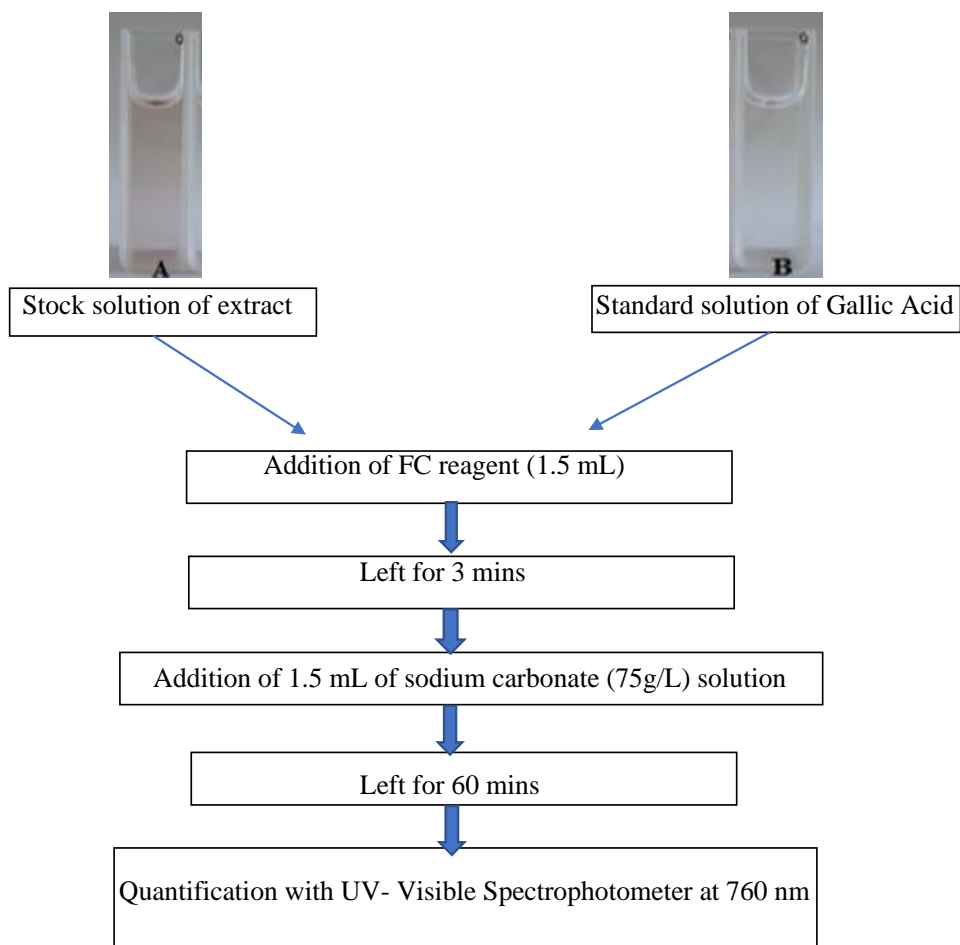 A
B
Stock solution of extract
Standard solution of Gallic Acid
Addition of FC reagent (1.5 mL)
Left for 3 mins
Addition of 1.5 mL of sodium carbonate (75g/L) solution
Left for 60 mins
Quantification with UV- Visible Spectrophotometer at 760 nm